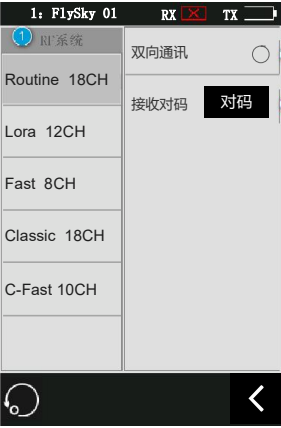 1: FlySky 01 RX TX
1 RF系统
双向通讯
Routine 18CH
接收对码 对码
Lora 12CH
Fast 8CH
Classic 18CH
C-Fast 10CH